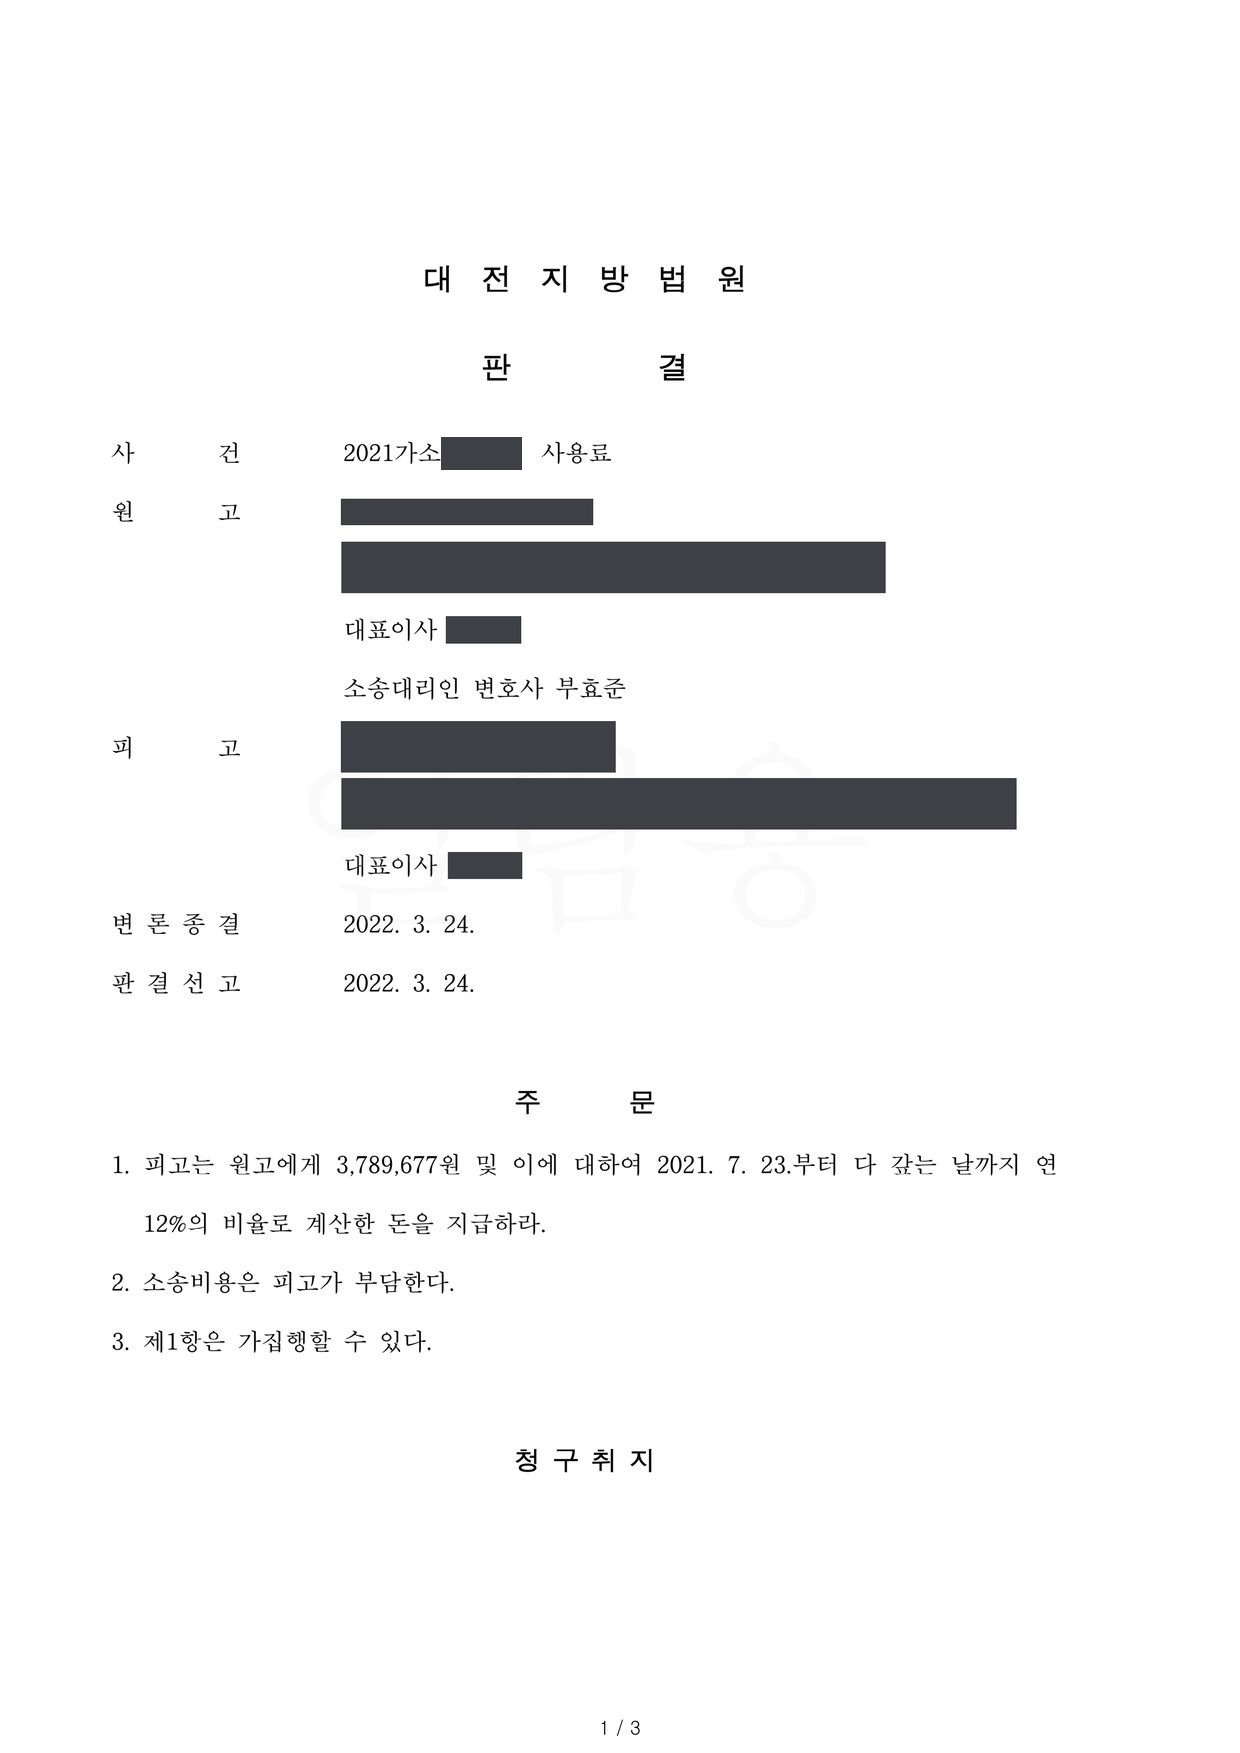 대전지방법원
판결
사건 2021가소 사용료
원고
대표이사
소송대리인 변호사 부효준
피고
대표이사
변론종결 2022. 3. 24.
판결선고 2022. 3. 24.
주문
1. 피고는 원고에게 3,789,677원 및 이에 대하여 2021. 7. 23.부터 다 갚는 날까지 연
12%의 비율로 계산한 돈을 지급하라.
2. 소송비용은 피고가 부담한다.
3. 제1항은 가집행할 수 있다.
청구취지
1 / 3
열람용